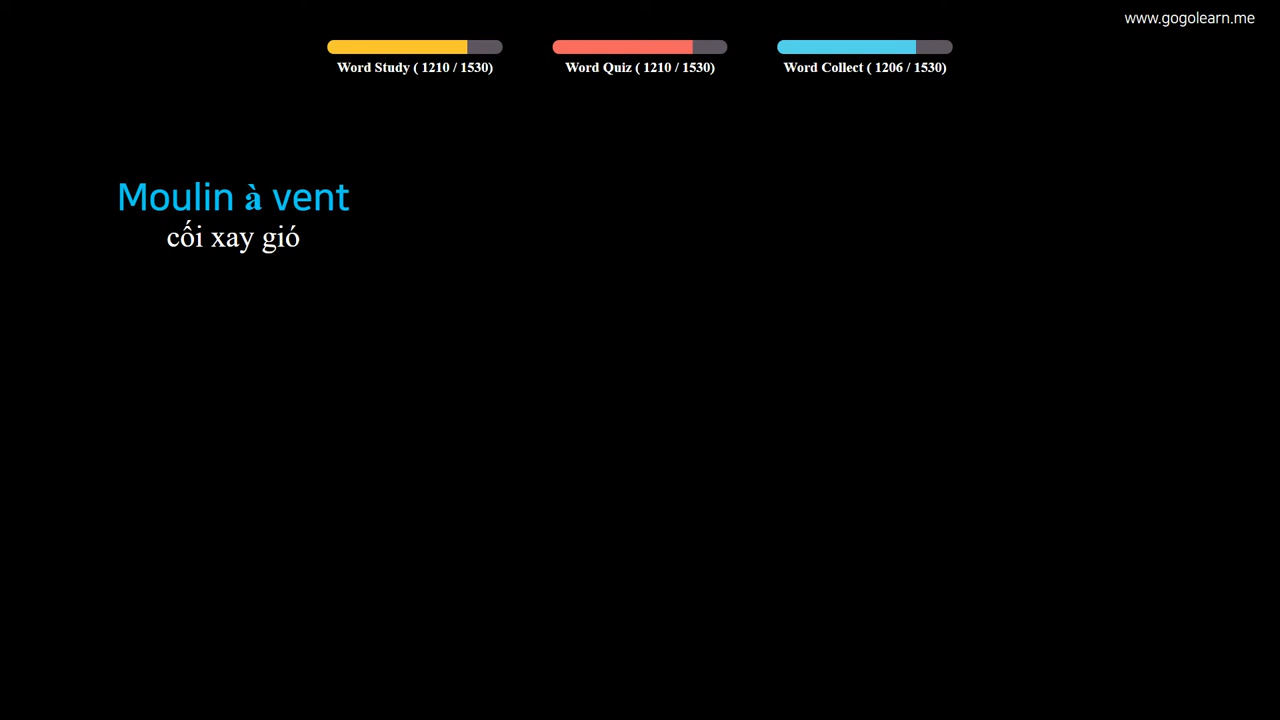 www.gogolearn.me
Word Study ( 1210 / 1530)
Word Quiz ( 1210 / 1530)
Word Collect ( 1206 / 1530)
Moulin à vent
cối xay gió